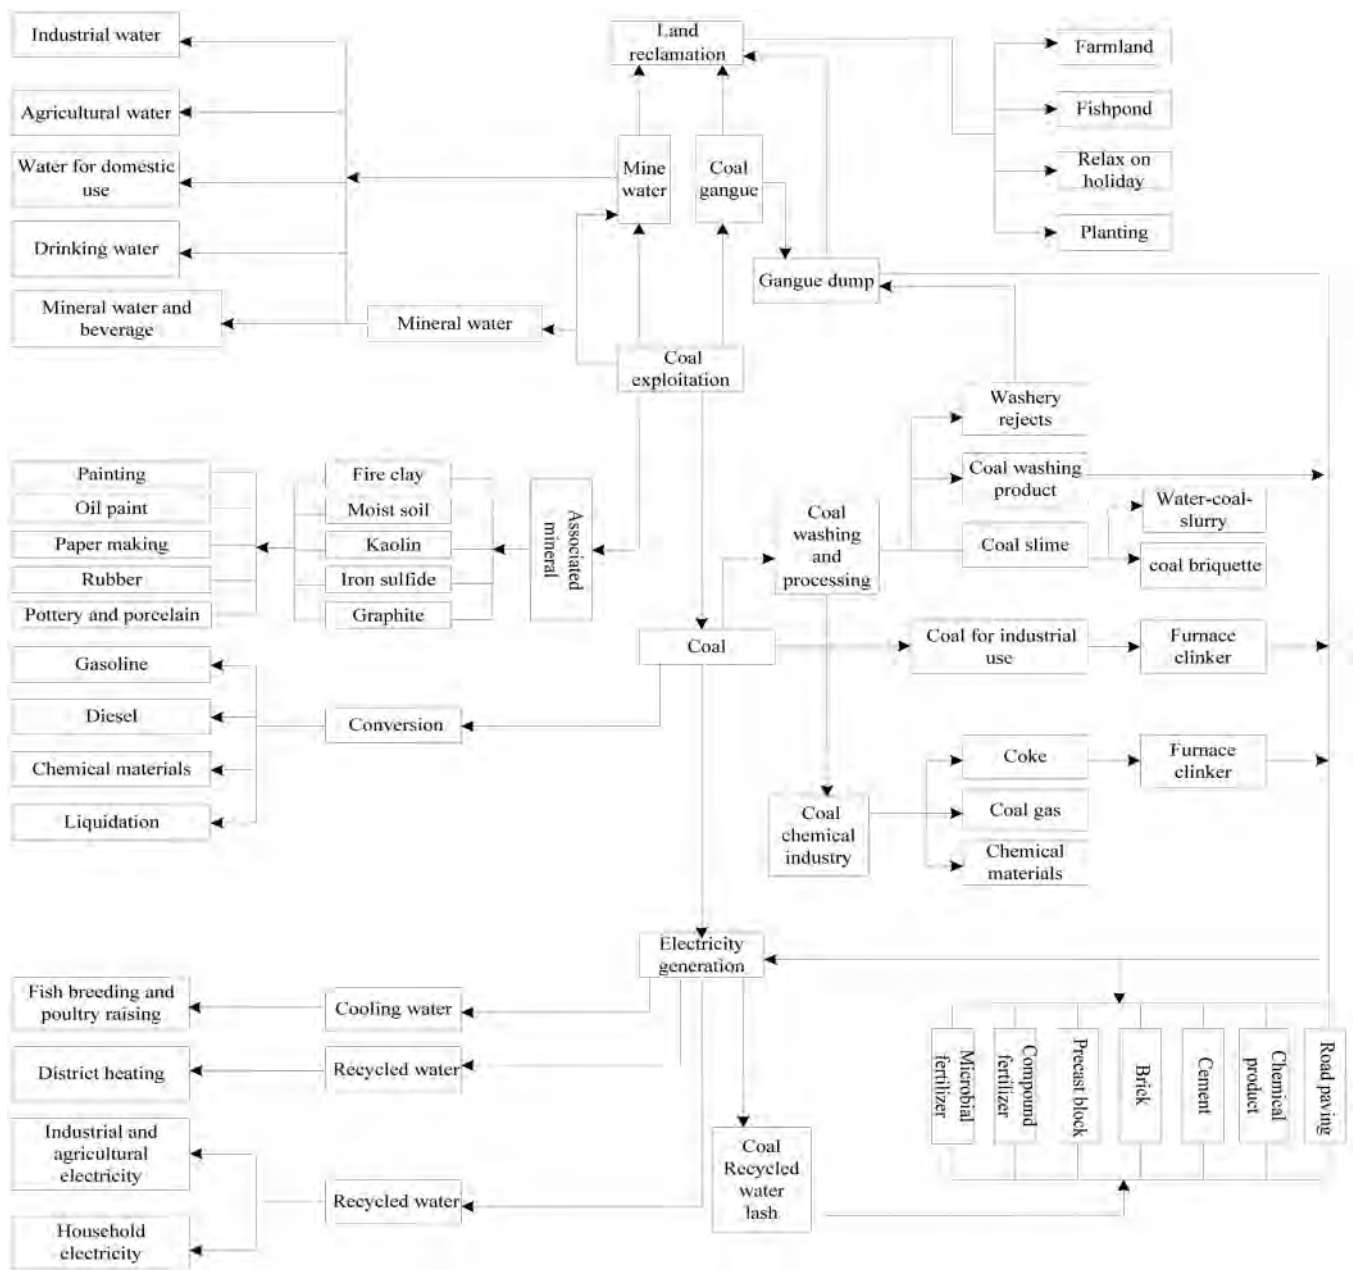 Industrial water
Agricultural water
Water for domestic
use
Drinking water
Mineral water and
beverage
Mineral water
Land
reclamation
Mine
water
Coal
gangue
Gangue dump
Farmland
Fishpond
Relax on
holiday
Planting
Coal
exploitation
Painting
Oil paint
Paper making
Rubber
Pottery and porcelain
Fire clay
Moist soil
Kaolin
Iron sulfide
Graphite
Associated
mineral
Coal
washing
and
processing
Washery
rejects
Coal washing
product
Coal slime
Water-coal-
slurry
coal briquette
Coal
Coal for industrial
use
Furnace
clinker
Gasoline
Diesel
Chemical materials
Liquidation
Conversion
Coal
chemical
industry
Coke
Coal gas
Chemical
materials
Furnace
clinker
Electricity
generation
Fish breeding and
poultry raising
Cooling water
District heating
Recycled water
Industrial and
agricultural
electricity
Household
electricity
Recycled water
Coal
Recycled
water
lash
Microbial
fertilizer
Compound
fertilizer
Precast block
Brick
Cement
Chemical
product
Road paving